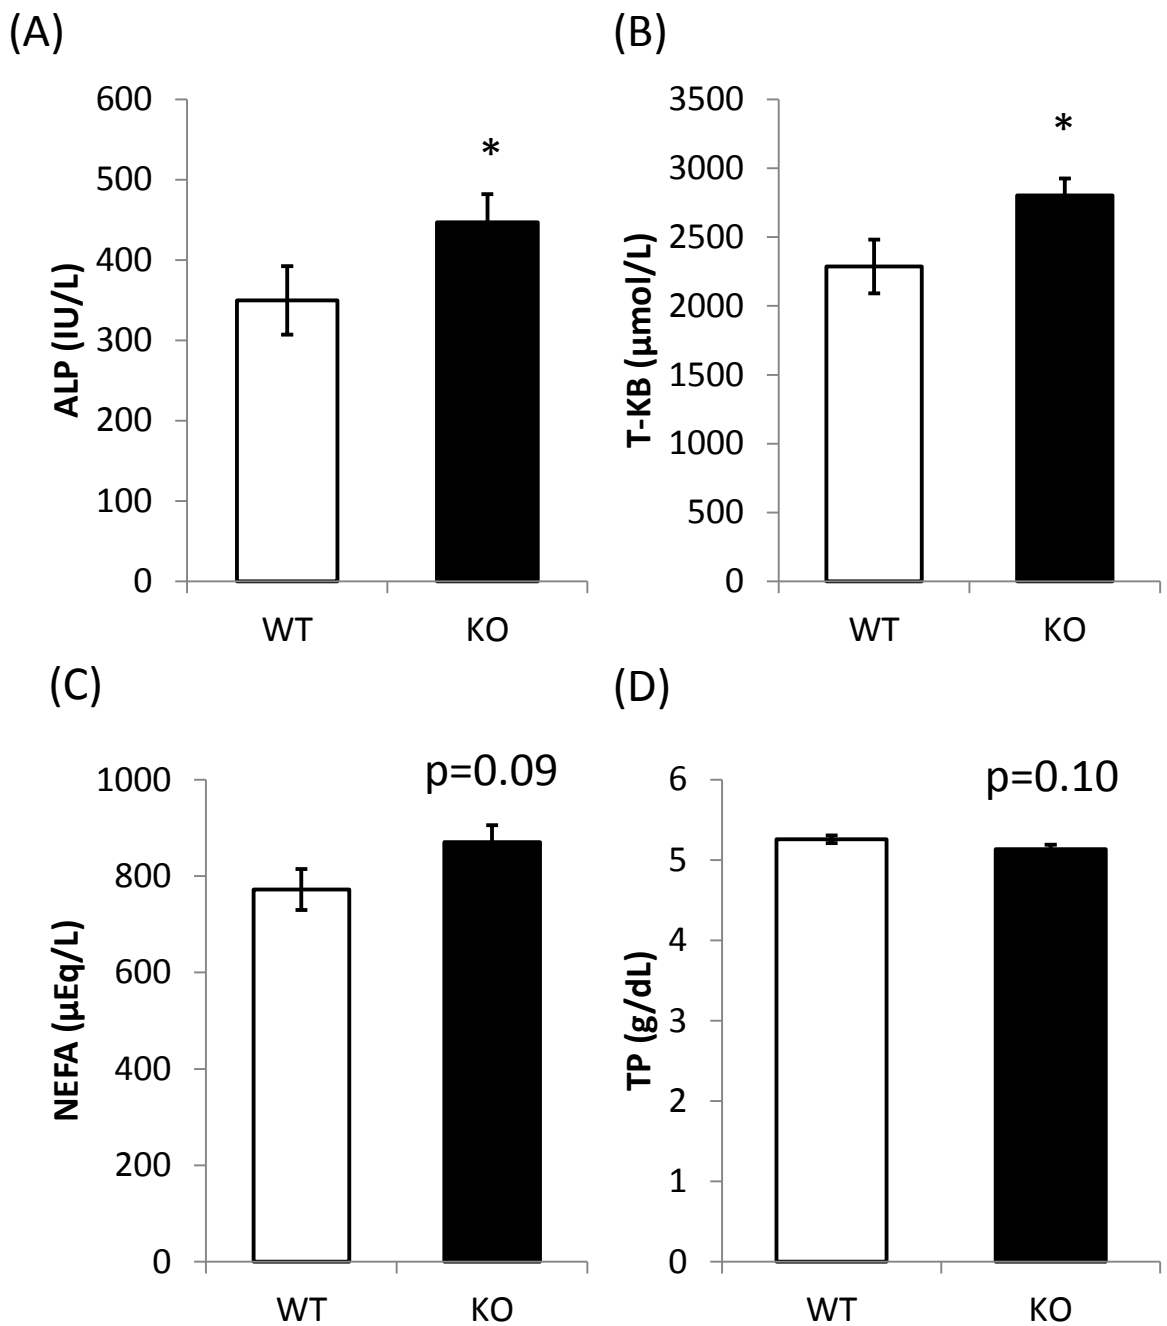 (A)
ALP (IU/L)
600
500
400
300
200
100
0
*
WT
KO
(B)
T-KB (µmol/L)
3500
3000
2500
2000
1500
1000
500
0
*
WT
KO
(C)
NEFA (µEq/L)
1000
800
600
400
200
0
p=0.09
WT
KO
(D)
TP (g/dL)
6
5
4
3
2
1
0
p=0.10
WT
KO